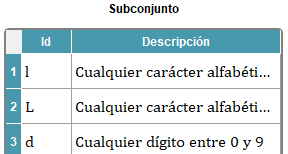 Subconjunto
Id Descripción
1 l Cualquier carácter alfabéti...
2 L Cualquier carácter alfabéti...
3 d Cualquier dígito entre 0 y 9